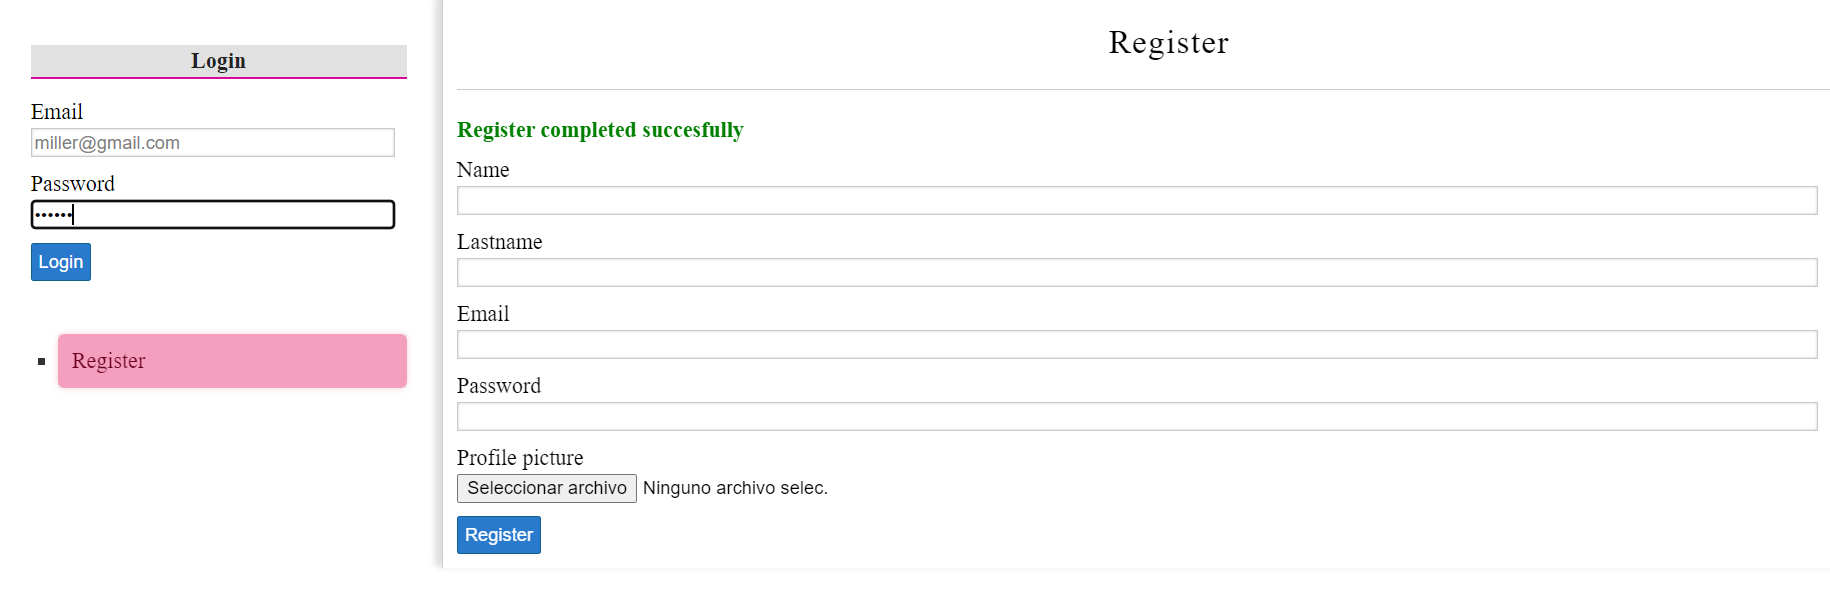 Login
Email
miller@gmail.com
Password
••••••
Login
Register
Register
Register completed succesfully
Name
Lastname
Email
Password
Profile picture
Seleccionar archivo Ninguno archivo selec.
Register